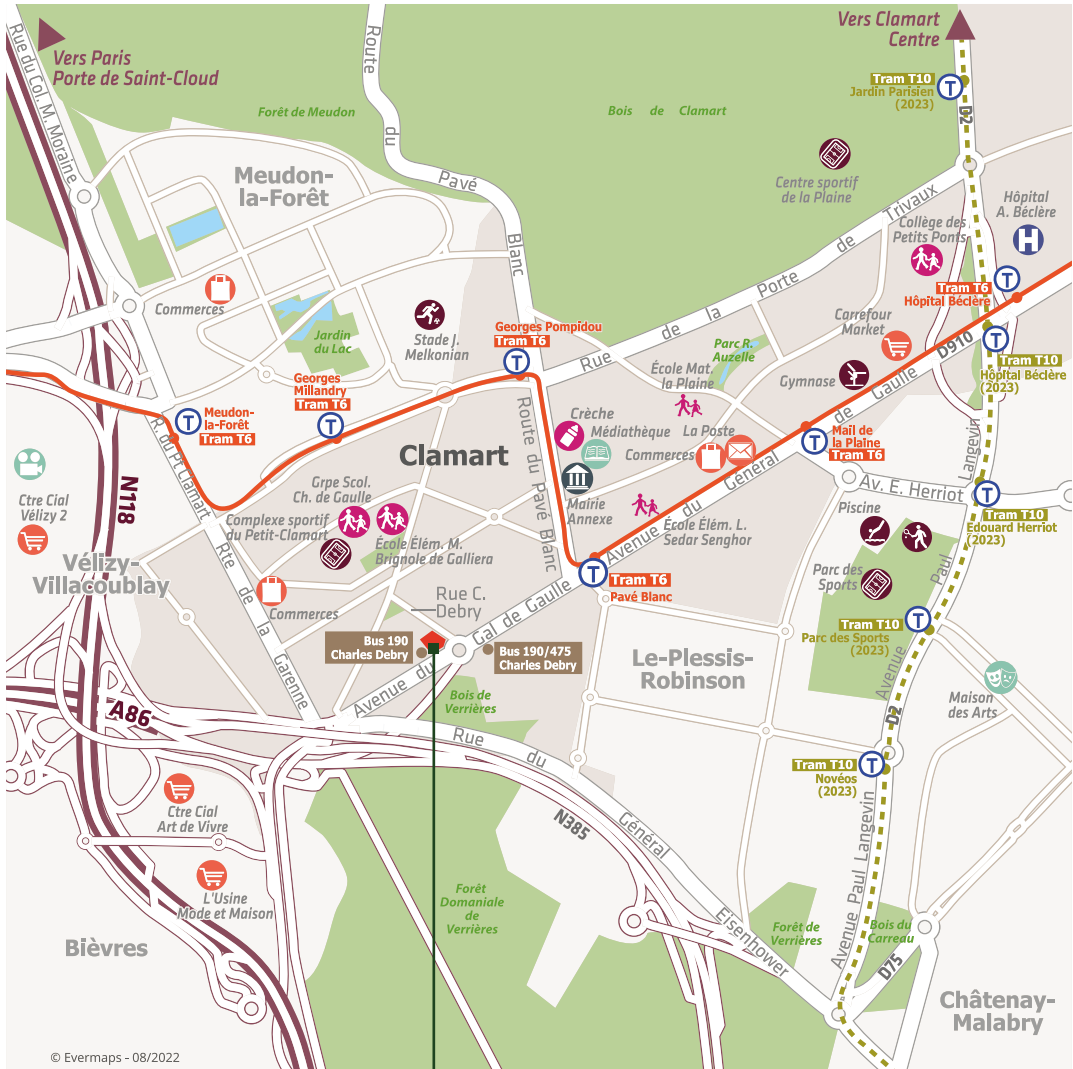 Vers Clamart
Centre
Vers Paris
Porte de Saint-Cloud
Rue du Col. M. Moraine
Route
du
Pavé
Blanc
Forêt de Meudon
Bois de Clamart
Tram T10
Jardin Parisien
(2023)
D2
Meudon-
la-Forêt
Centre sportif
de la Plaine
Hôpital
A. Béclère
H
Collège des
Petits Ponts
Rue de la Porte de Trivaux
Tram T6
Hôpital Béclère
Commerces
Jardin
du Lac
Stade J.
Melkonian
Georges Pompidou
Tram T6
Parc R.
Auzelle
Carrefour
Market
D910
Tram T10
Hôpital Béclère
(2023)
École Mat.
la Plaine
Gymnase
Georges
Millandry
Tram T6
Meudon-
la-Forêt
Tram T6
Crèche
Médiathèque
La Poste
Commerces
Mail de
la Plaine
Tram T6
Clamart
R. du Pt Clamart
Route du Pavé Blanc
Mairie
Annexe
Av. E. Herriot
Tram T10
Edouard Herriot
(2023)
Ctre Cial
Vélizy 2
N118
Grpe Scol.
Ch. de Gaulle
Complexe sportif
du Petit-Clamart
École Élém. M.
Brignole de Galliera
École Élém. L.
Sedar Senghor
Piscine
Vélizy-
Villacoublay
Rte de la Garenne
Commerces
Rue C.
Debry
Tram T6
Pavé Blanc
Parc des
Sports
Tram T10
Parc des Sports
(2023)
Bus 190
Charles Debry
Bus 190/475
Charles Debry
Avenue du Gal de Gaulle
Avenue du Général de Gaulle
Le-Plessis-
Robinson
Avenue Paul Langevin
Maison
des Arts
Bois de
Verrières
A86
D2
Rue du Général Eisenhower
Tram T10
Novéos
(2023)
Ctre Cial
Art de Vivre
N385
L'Usine
Mode et Maison
Forêt
Domaniale
de
Verrières
Avenue Paul Langevin
Forêt de
Verrières
Bois du
Carreau
Bièvres
D75
Châtenay-
Malabry
© Evermaps - 08/2022
T
T
T
T
T
T
T
T
T
T
T